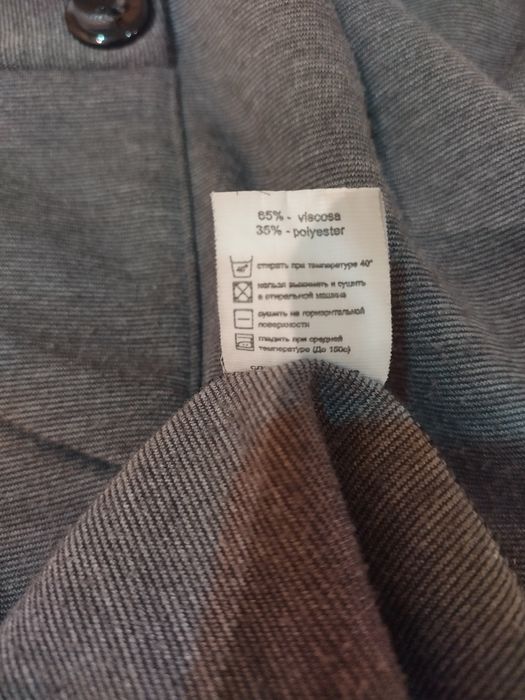 65% - viscosa
35% - polyester
40°
стирать при температуре 40°
нельзя выжимать и сушить
в стиральной машине
сушить на горизонтальной
поверхности
гладить при средней
температуре (До 150с)